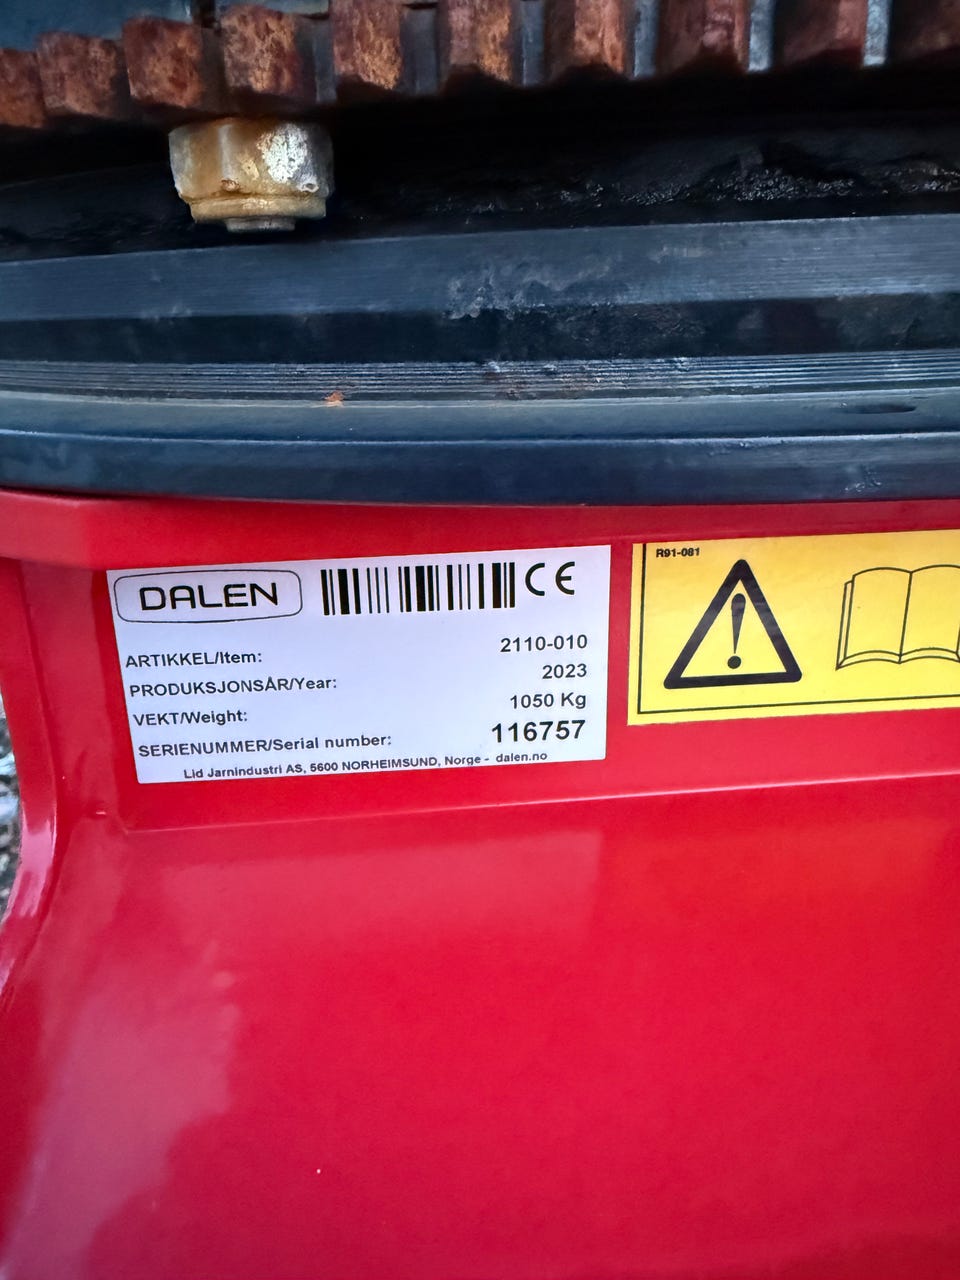 DALEN CE
ARTIKKEL/Item: 2110-010
PRODUKSJONSÅR/Year: 2023
VEKT/Weight: 1050 Kg
SERIENUMMER/Serial number: 116757
Lid Jarnindustri AS, 5600 NORHEIMSUND, Norge - dalen.no
R91-081
!